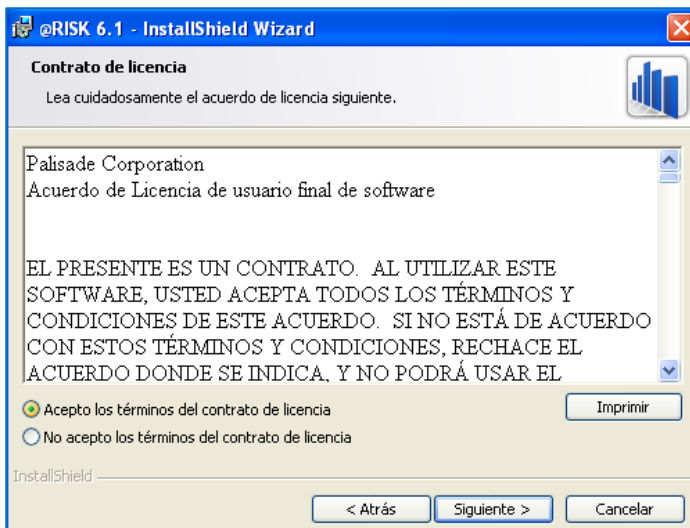 @RISK 6.1 - InstallShield Wizard
Contrato de licencia
Lea cuidadosamente el acuerdo de licencia siguiente.
Palisade Corporation
Acuerdo de Licencia de usuario final de software
EL PRESENTE ES UN CONTRATO.  AL UTILIZAR ESTE
SOFTWARE, USTED ACEPTA TODOS LOS TÉRMINOS Y
CONDICIONES DE ESTE ACUERDO.  SI NO ESTÁ DE ACUERDO
CON ESTOS TÉRMINOS Y CONDICIONES, RECHACE EL
ACUERDO DONDE SE INDICA, Y NO PODRÁ USAR EL
Acepto los términos del contrato de licencia
Imprimir
No acepto los términos del contrato de licencia
InstallShield
< Atrás
Siguiente >
Cancelar